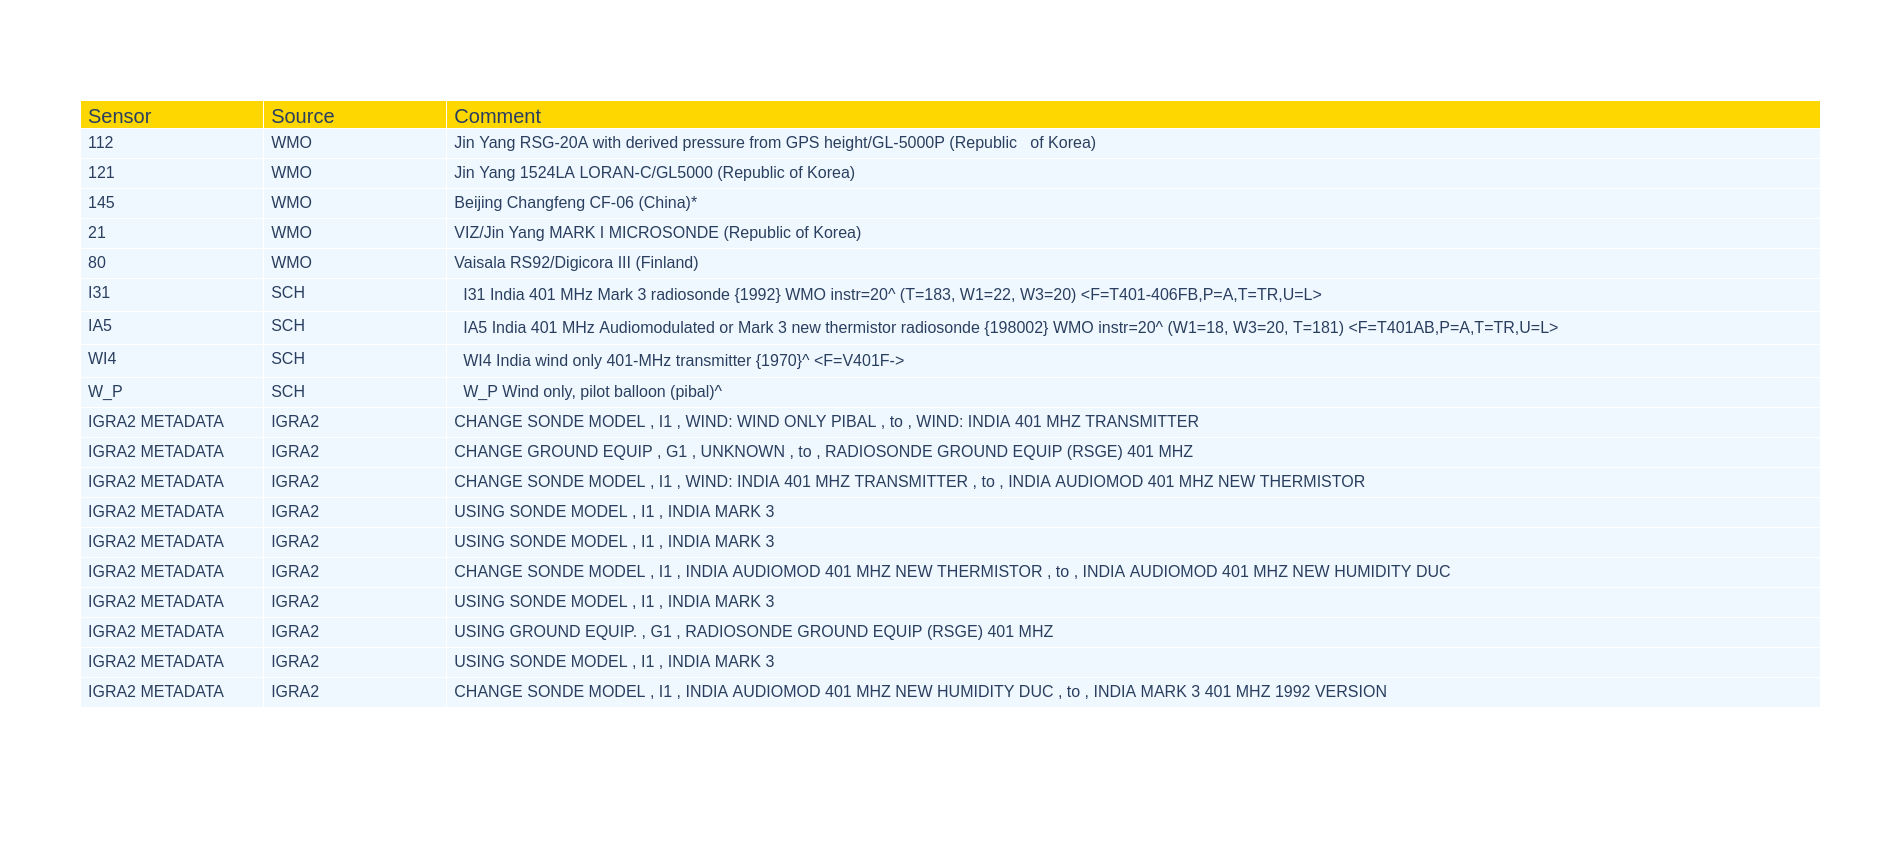 Sensor Source Comment
112 WMO Jin Yang RSG-20A with derived pressure from GPS height/GL-5000P (Republic   of Korea)
121 WMO Jin Yang 1524LA LORAN-C/GL5000 (Republic of Korea)
145 WMO Beijing Changfeng CF-06 (China)*
21 WMO VIZ/Jin Yang MARK I MICROSONDE (Republic of Korea)
80 WMO Vaisala RS92/Digicora III (Finland)
I31 SCH I31 India 401 MHz Mark 3 radiosonde {1992} WMO instr=20^ (T=183, W1=22, W3=20) <F=T401-406FB,P=A,T=TR,U=L>
IA5 SCH IA5 India 401 MHz Audiomodulated or Mark 3 new thermistor radiosonde {198002} WMO instr=20^ (W1=18, W3=20, T=181) <F=T401AB,P=A,T=TR,U=L>
WI4 SCH WI4 India wind only 401-MHz transmitter {1970}^ <F=V401F->
W_P SCH W_P Wind only, pilot balloon (pibal)^
IGRA2 METADATA IGRA2 CHANGE SONDE MODEL , I1 , WIND: WIND ONLY PIBAL , to , WIND: INDIA 401 MHZ TRANSMITTER
IGRA2 METADATA IGRA2 CHANGE GROUND EQUIP , G1 , UNKNOWN , to , RADIOSONDE GROUND EQUIP (RSGE) 401 MHZ
IGRA2 METADATA IGRA2 CHANGE SONDE MODEL , I1 , WIND: INDIA 401 MHZ TRANSMITTER , to , INDIA AUDIOMOD 401 MHZ NEW THERMISTOR
IGRA2 METADATA IGRA2 USING SONDE MODEL , I1 , INDIA MARK 3
IGRA2 METADATA IGRA2 USING SONDE MODEL , I1 , INDIA MARK 3
IGRA2 METADATA IGRA2 CHANGE SONDE MODEL , I1 , INDIA AUDIOMOD 401 MHZ NEW THERMISTOR , to , INDIA AUDIOMOD 401 MHZ NEW HUMIDITY DUC
IGRA2 METADATA IGRA2 USING SONDE MODEL , I1 , INDIA MARK 3
IGRA2 METADATA IGRA2 USING GROUND EQUIP. , G1 , RADIOSONDE GROUND EQUIP (RSGE) 401 MHZ
IGRA2 METADATA IGRA2 USING SONDE MODEL , I1 , INDIA MARK 3
IGRA2 METADATA IGRA2 CHANGE SONDE MODEL , I1 , INDIA AUDIOMOD 401 MHZ NEW HUMIDITY DUC , to , INDIA MARK 3 401 MHZ 1992 VERSION